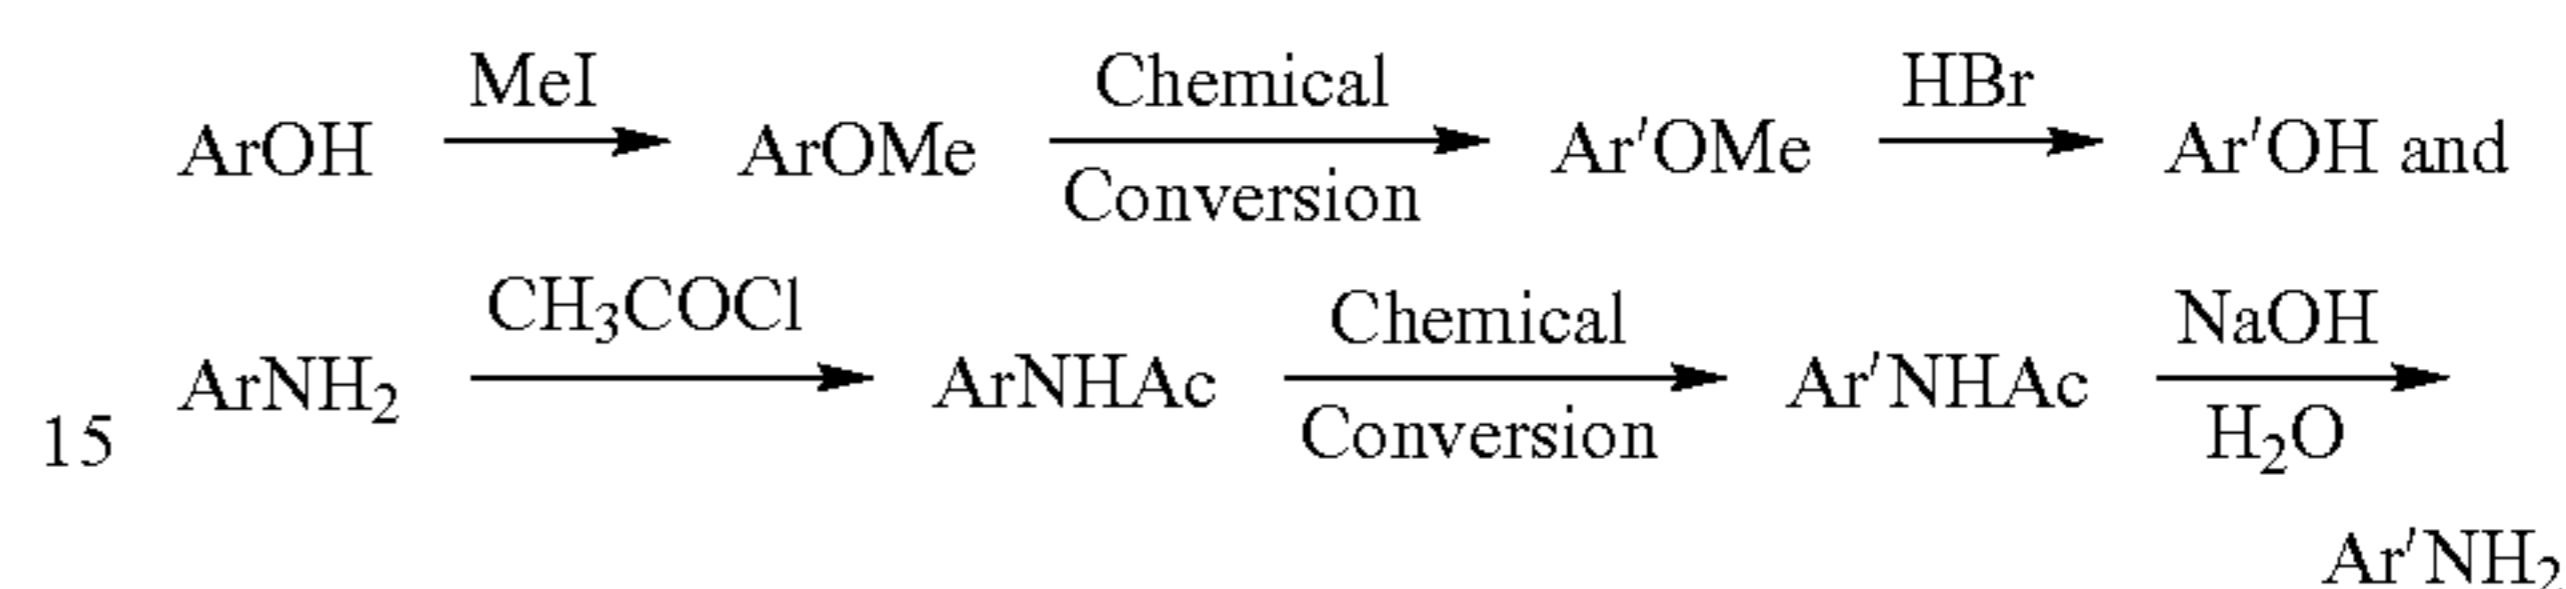 MeI Chemical HBr
ArOH ArOMe Ar'OMe Ar'OH and
Conversion
CH₃COCl Chemical NaOH
ArNH₂ ArNHAc Ar'NHAc
15 Conversion H₂O
Ar'NH₂